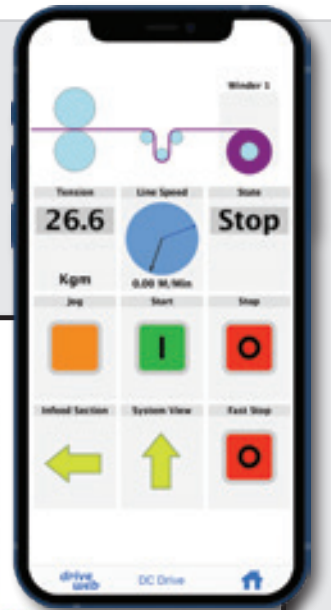 Winder 1
Tension
Line Speed
State
26.6
Stop
Kgm
0.00 M/Min
Jog
Start
Stop
I
O
Infeed Section
System View
Fast Stop
O
drive
web
DC Drive